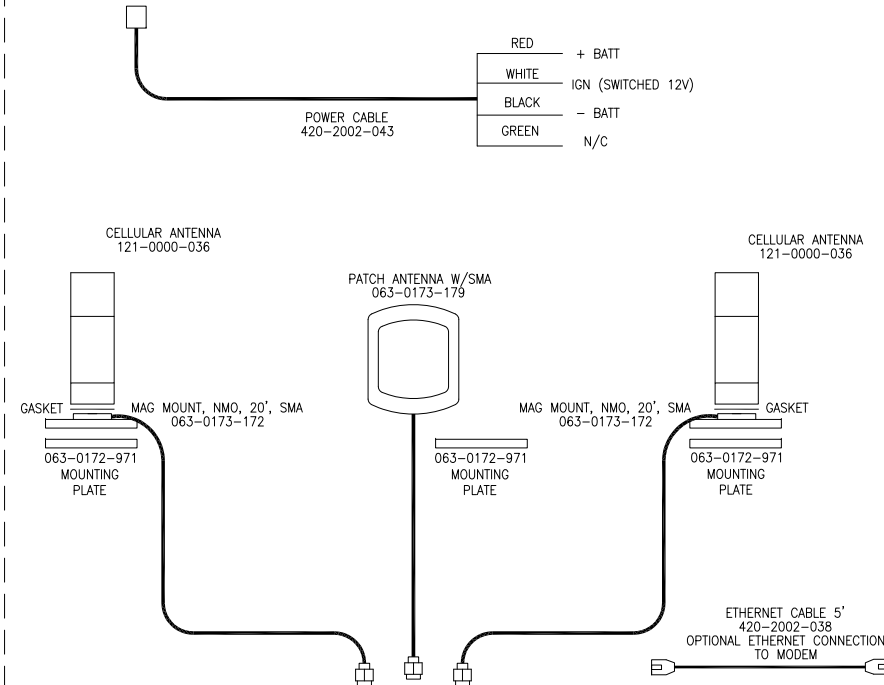 RED
+ BATT
WHITE
IGN (SWITCHED 12V)
BLACK
- BATT
GREEN
N/C
POWER CABLE
420-2002-043
CELLULAR ANTENNA
121-0000-036
PATCH ANTENNA W/SMA
063-0173-179
CELLULAR ANTENNA
121-0000-036
GASKET
MAG MOUNT, NMO, 20', SMA
063-0173-172
MAG MOUNT, NMO, 20', SMA
063-0173-172
GASKET
063-0172-971
MOUNTING
PLATE
063-0172-971
MOUNTING
PLATE
063-0172-971
MOUNTING
PLATE
ETHERNET CABLE 5'
420-2002-038
OPTIONAL ETHERNET CONNECTION
TO MODEM